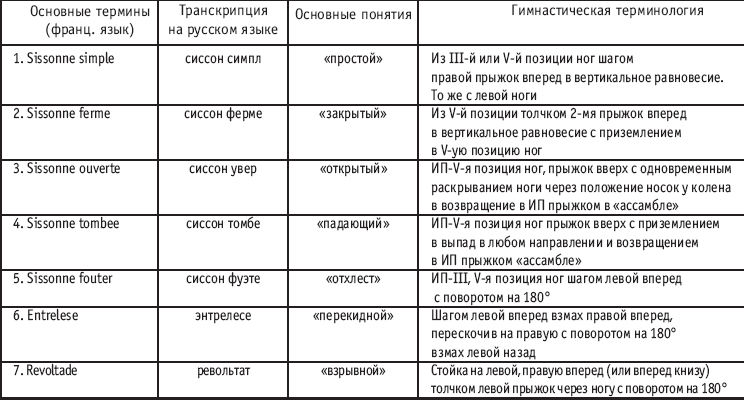 Основные термины
(франц. язык)
Транскрипция
на русском языке
Основные понятия
Гимнастическая терминология
1. Sissonne simple
сиссон симпл
«простой»
Из III-й или V-й позиции ног шагом
правой прыжок вперед в вертикальное равновесие.
То же с левой ноги
2. Sissonne ferme
сиссон ферме
«закрытый»
Из V-й позиции толчком 2-мя прыжок вперед
в вертикальное равновесие с приземлением
в V-ую позицию ног
3. Sissonne ouverte
сиссон увер
«открытый»
ИП-V-я позиция ног, прыжок вверх с одновременным
раскрыванием ноги через положение носок у колена
в возвращение в ИП прыжком в «ассамбле»
4. Sissonne tombee
сиссон томбе
«падающий»
ИП-V-я позиция ног прыжок вверх с приземлением
в выпад в любом направлении и возвращением
в ИП прыжком «ассамбле»
5. Sissonne fouter
сиссон фуэте
«отхлест»
ИП-III, V-я позиция ног шагом левой вперед
с поворотом на 180°
6. Entrelese
энтрелесе
«перекидной»
Шагом левой вперед взмах правой вперед,
перескочив на правую с поворотом на 180°
взмах левой назад
7. Revoltade
револьтат
«взрывной»
Стойка на левой, правую вперед (или вперед книзу)
толчком левой прыжок через ногу с поворотом на 180°